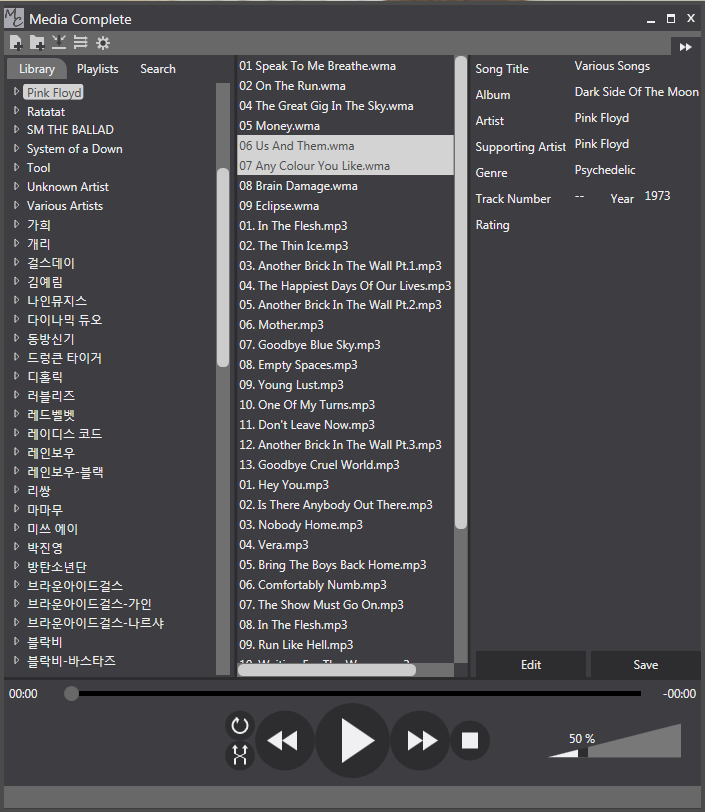 MC Media Complete
Library Playlists Search
Pink Floyd
Ratatat
SM THE BALLAD
System of a Down
Tool
Unknown Artist
Various Artists
가희
개리
걸스데이
김예림
나인뮤지스
다이나믹 듀오
동방신기
드렁큰 타이거
디홀릭
러블리즈
레드벨벳
레이디스 코드
레인보우
레인보우-블랙
리쌍
마마무
미쓰 에이
박진영
방탄소년단
브라운아이드걸스
브라운아이드걸스-가인
브라운아이드걸스-나르샤
블락비
블락비-바스타즈
01 Speak To Me Breathe.wma
02 On The Run.wma
04 The Great Gig In The Sky.wma
05 Money.wma
06 Us And Them.wma
07 Any Colour You Like.wma
08 Brain Damage.wma
09 Eclipse.wma
01. In The Flesh.mp3
02. The Thin Ice.mp3
03. Another Brick In The Wall Pt.1.mp3
04. The Happiest Days Of Our Lives.mp3
05. Another Brick In The Wall Pt.2.mp3
06. Mother.mp3
07. Goodbye Blue Sky.mp3
08. Empty Spaces.mp3
09. Young Lust.mp3
10. One Of My Turns.mp3
11. Don't Leave Now.mp3
12. Another Brick In The Wall Pt.3.mp3
13. Goodbye Cruel World.mp3
01. Hey You.mp3
02. Is There Anybody Out There.mp3
03. Nobody Home.mp3
04. Vera.mp3
05. Bring The Boys Back Home.mp3
06. Comfortably Numb.mp3
07. The Show Must Go On.mp3
08. In The Flesh.mp3
09. Run Like Hell.mp3
Song Title Various Songs
Album Dark Side Of The Moon
Artist Pink Floyd
Supporting Artist Pink Floyd
Genre Psychedelic
Track Number -- Year 1973
Rating
Edit Save
00:00 -00:00
50 %